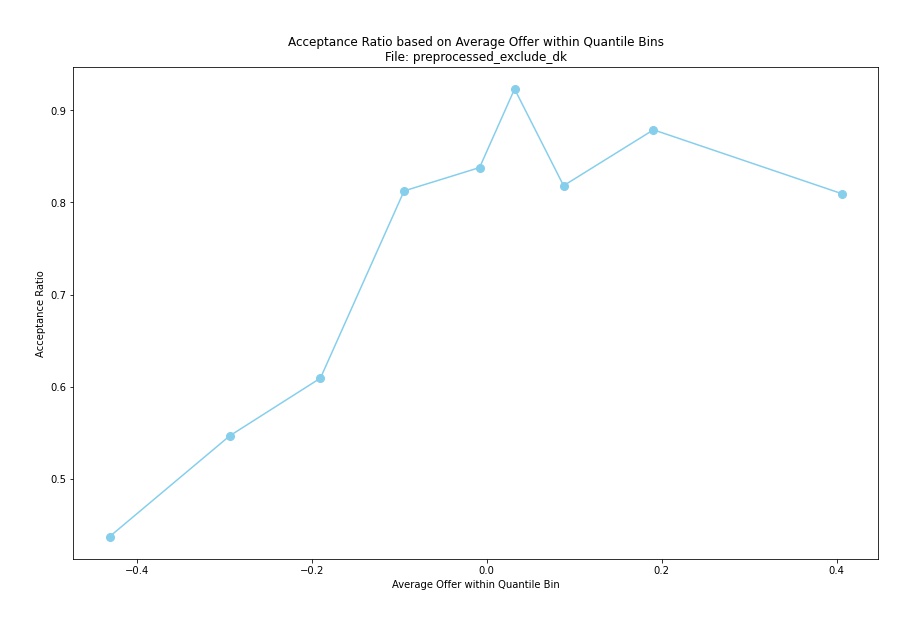 Acceptance Ratio based on Average Offer within Quantile Bins
File: preprocessed_exclude_dk
0.9
0.8
0.7
0.6
0.5
Acceptance Ratio
−0.4
−0.2
0.0
0.2
0.4
Average Offer within Quantile Bin